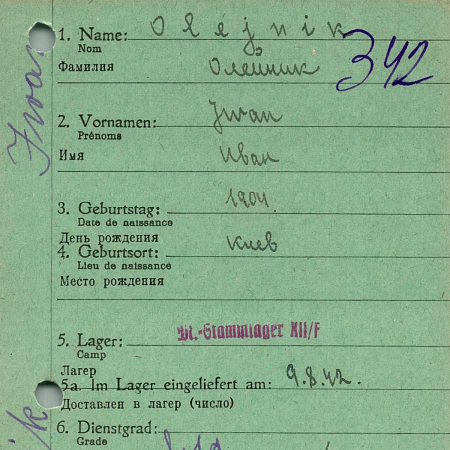 1. Name: Olejnik
Nom
Фамилия Олейник
342
Iwan
2. Vornamen: Iwan
Prénoms
Имя Иван
3. Geburtstag: 1904.
Date de naissance
День рождения
4. Geburtsort: Киев
Lieu de naissance
Место рождения
5. Lager: M.-Stammlager XII/F
Camp
Лагерь
5a. Im Lager eingeliefert am: 9.8.42.
Доставлен в лагерь (число)
6. Dienstgrad:
Grade
ik